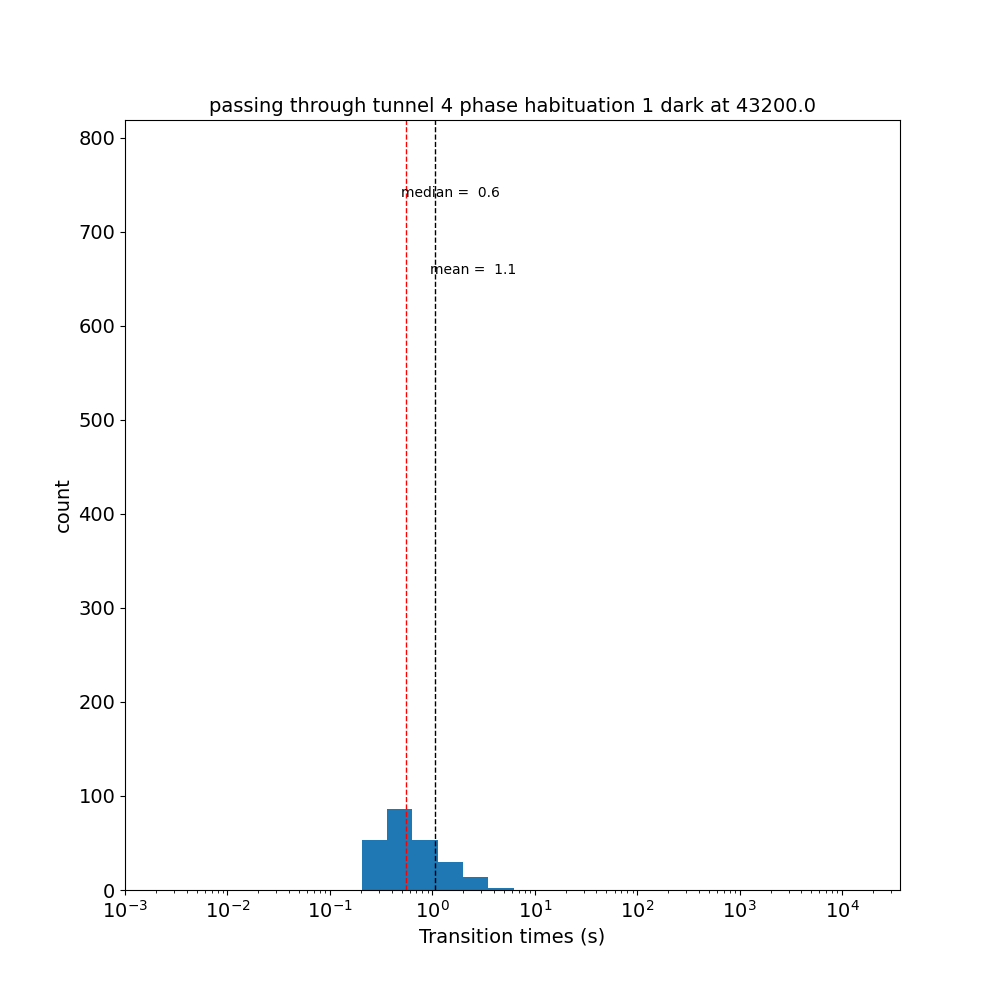 passing through tunnel 4 phase habituation 1 dark at 43200.0
800
median =  0.6
700
mean =  1.1
600
500
count
400
300
200
100
0
10⁻³ 10⁻² 10⁻¹ 10⁰ 10¹ 10² 10³ 10⁴
Transition times (s)